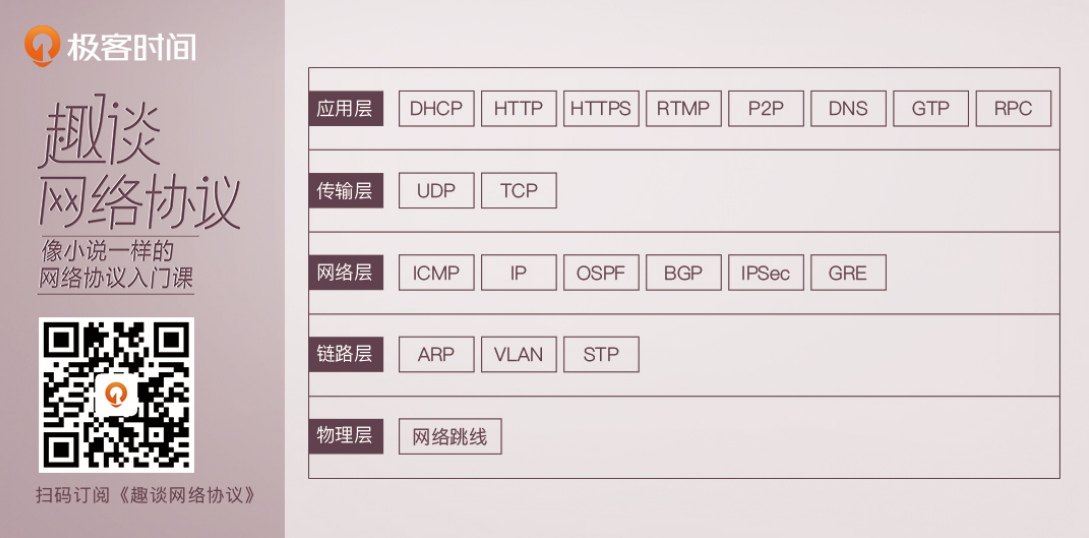 极客时间
趣谈
网络协议
像小说一样的
网络协议入门课
扫码订阅《趣谈网络协议》
应用层 DHCP HTTP HTTPS RTMP P2P DNS GTP RPC
传输层 UDP TCP
网络层 ICMP IP OSPF BGP IPSec GRE
链路层 ARP VLAN STP
物理层 网络跳线